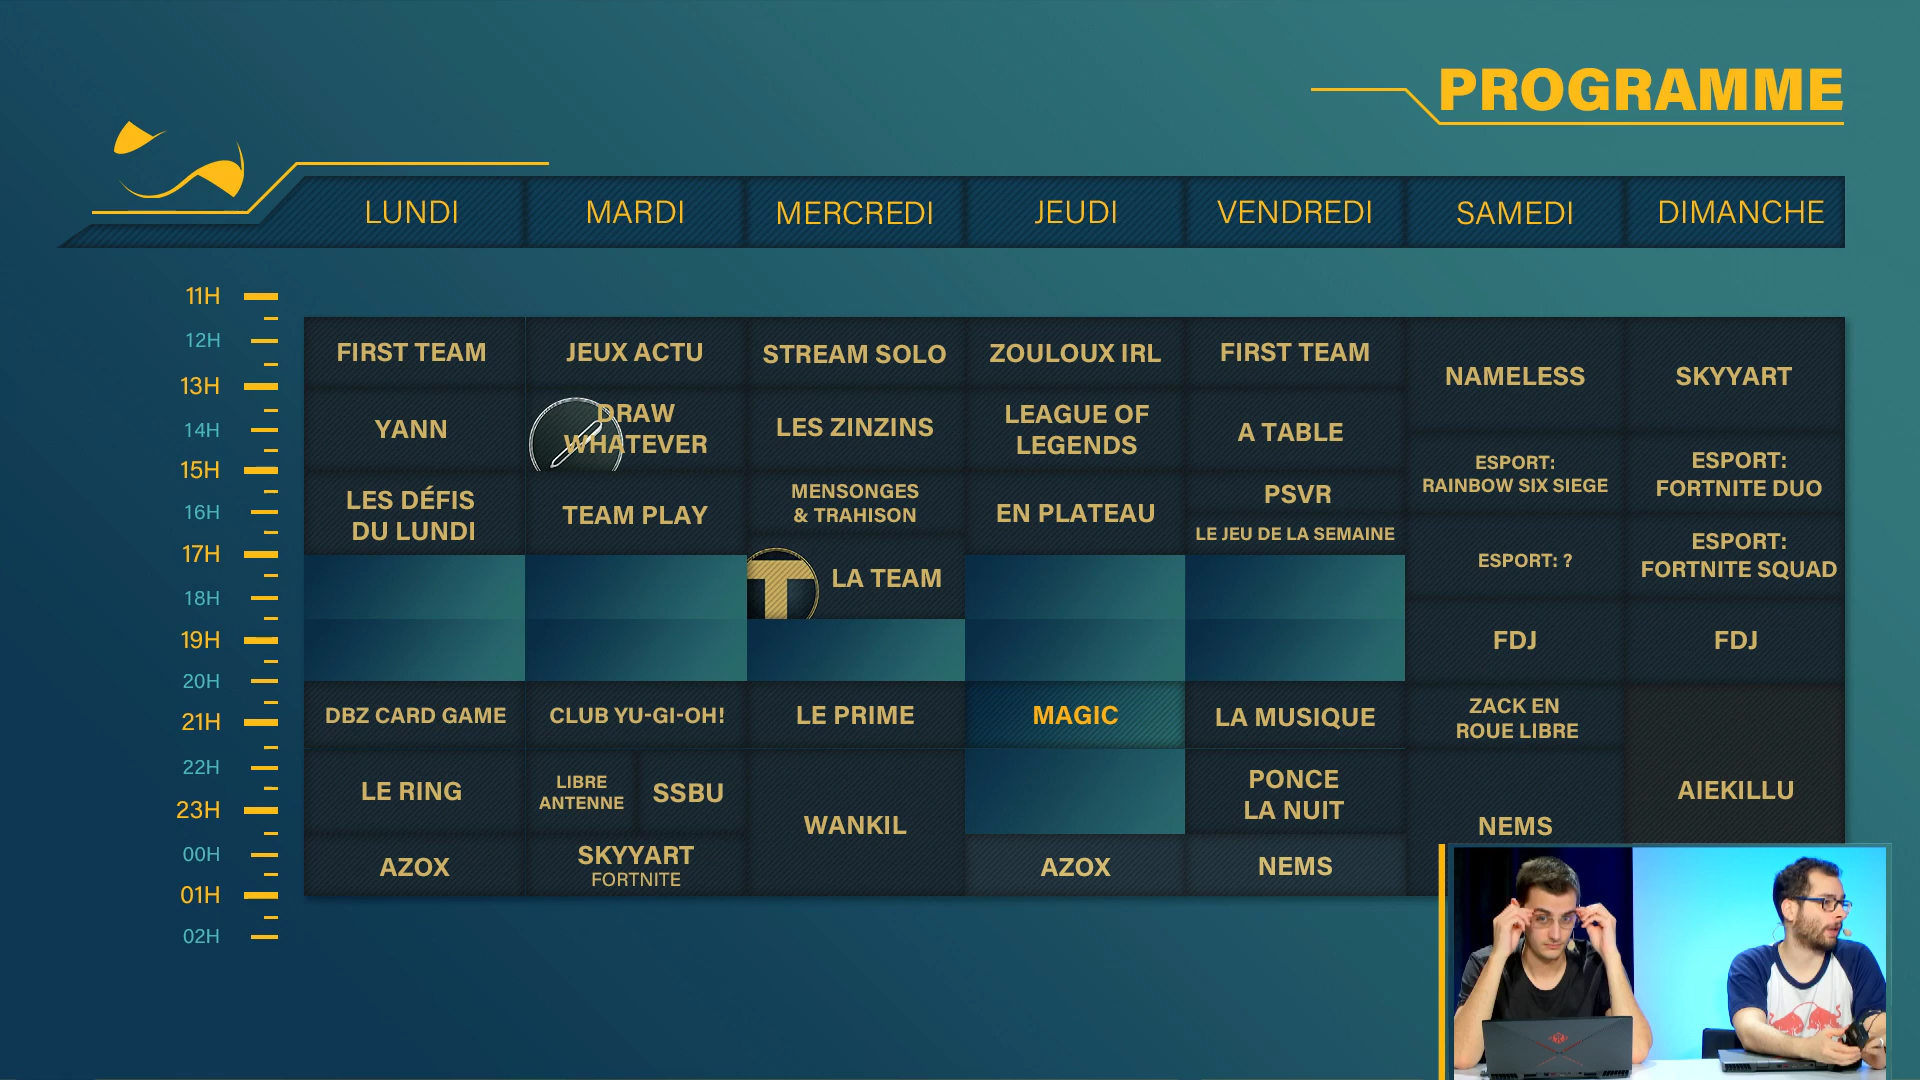 PROGRAMME
LUNDI
MARDI
MERCREDI
JEUDI
VENDREDI
SAMEDI
DIMANCHE
11H
12H
13H
14H
15H
16H
17H
18H
19H
20H
21H
22H
23H
00H
01H
02H
FIRST TEAM
JEUX ACTU
STREAM SOLO
ZOULOUX IRL
FIRST TEAM
NAMELESS
SKYYART
YANN
DRAW
WHATEVER
LES ZINZINS
LEAGUE OF
LEGENDS
A TABLE
ESPORT:
RAINBOW SIX SIEGE
ESPORT:
FORTNITE DUO
LES DÉFIS
DU LUNDI
TEAM PLAY
MENSONGES
& TRAHISON
EN PLATEAU
PSVR
LE JEU DE LA SEMAINE
ESPORT: ?
ESPORT:
FORTNITE SQUAD
T
LA TEAM
FDJ
FDJ
DBZ CARD GAME
CLUB YU-GI-OH!
LE PRIME
MAGIC
LA MUSIQUE
ZACK EN
ROUE LIBRE
LE RING
LIBRE
ANTENNE
SSBU
WANKIL
PONCE
LA NUIT
NEMS
AIEKILLU
AZOX
SKYYART
FORTNITE
AZOX
NEMS